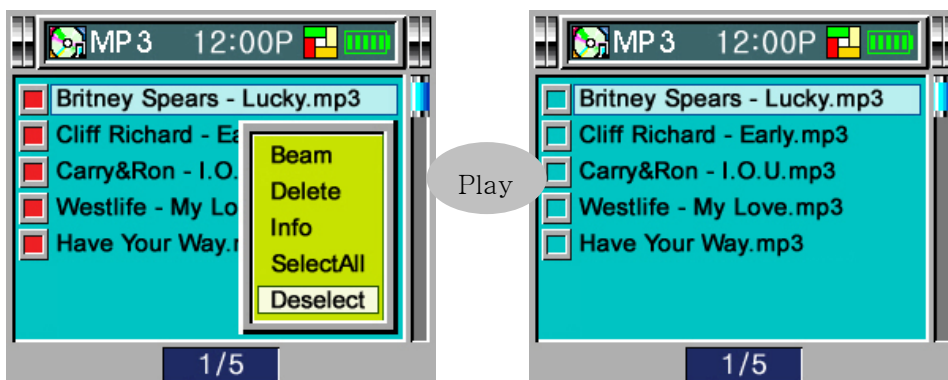 MP3 12:00P
Britney Spears - Lucky.mp3
Cliff Richard - Ea
Carry&Ron - I.O.
Westlife - My Lo
Have Your Way.
Beam
Delete
Info
SelectAll
Deselect
1/5
Play
MP3 12:00P
Britney Spears - Lucky.mp3
Cliff Richard - Early.mp3
Carry&Ron - I.O.U.mp3
Westlife - My Love.mp3
Have Your Way.mp3
1/5